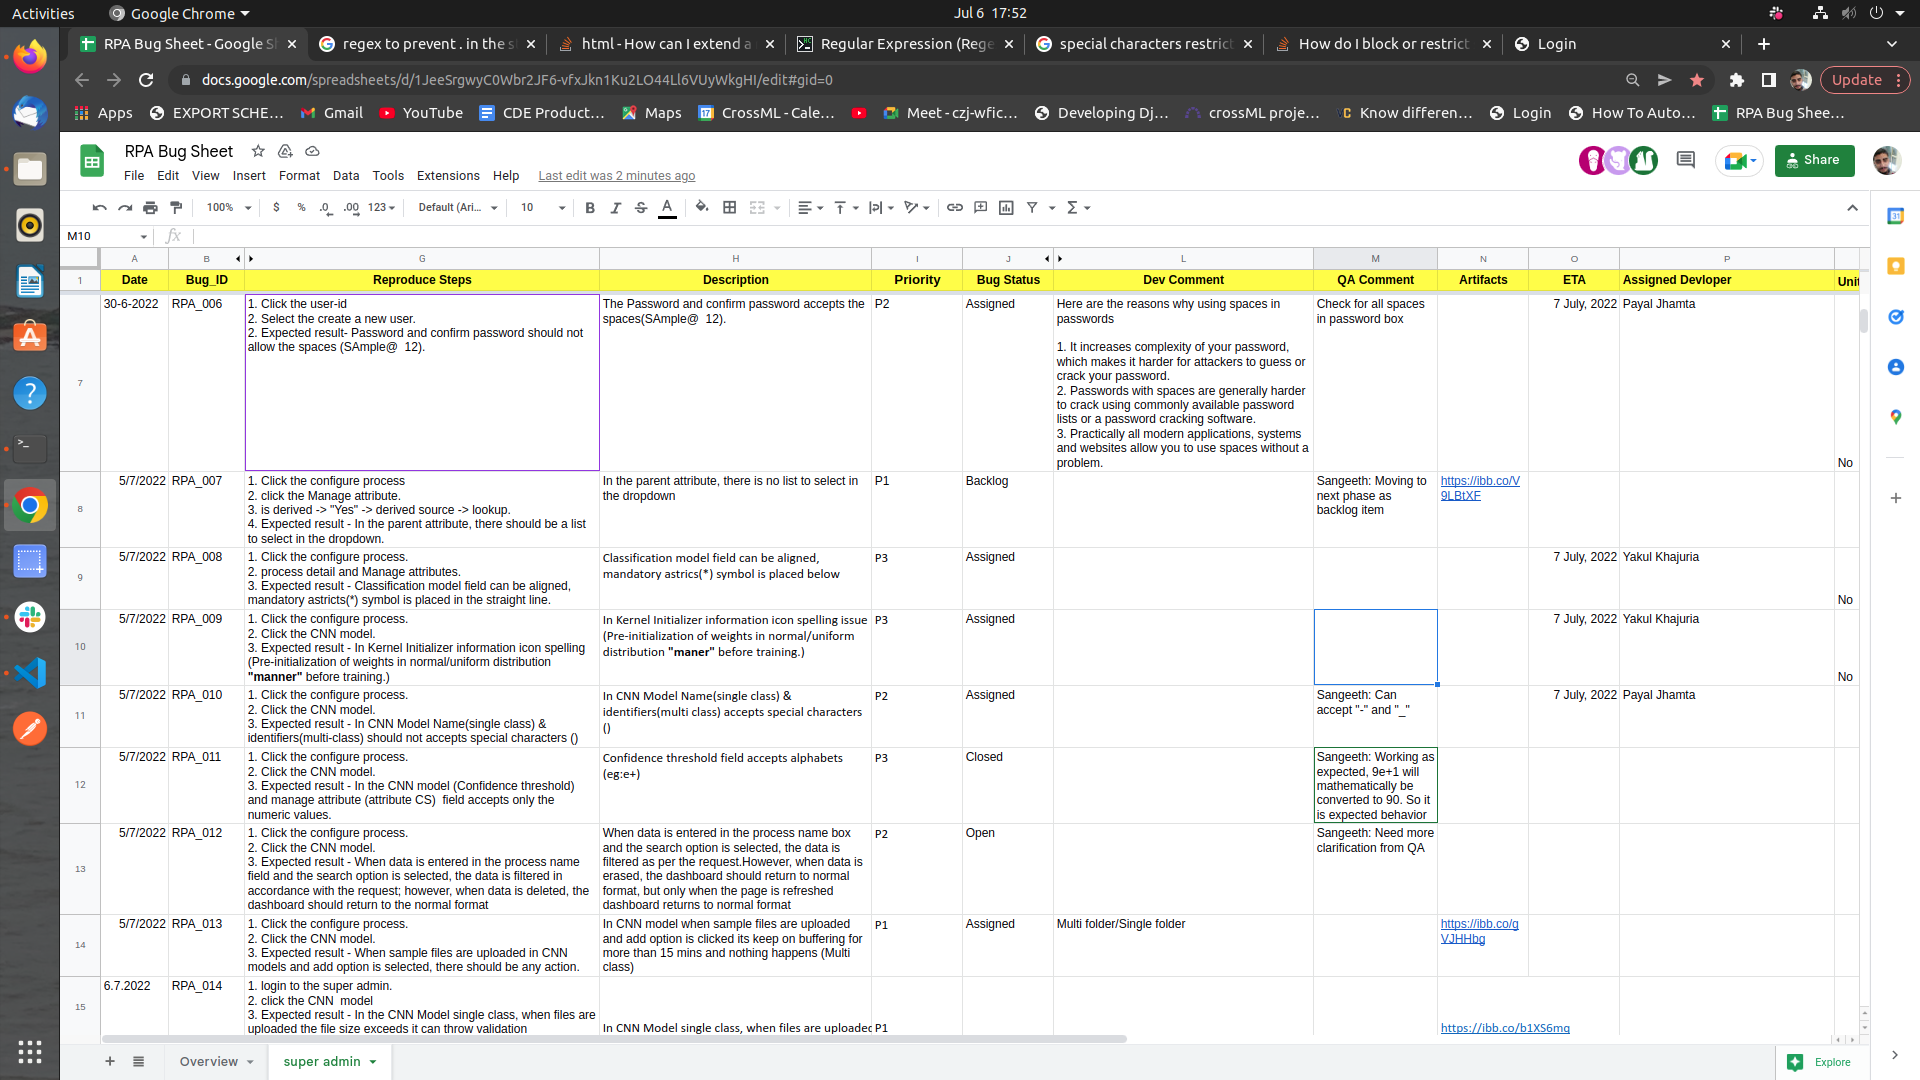 Activities
Google Chrome
Jul 6 17:52
RPA Bug Sheet - Google S
regex to prevent . in the s
html - How can I extend a
Regular Expression (Rege
special characters restrict
How do I block or restrict
Login
docs.google.com/spreadsheets/d/1JeeSrgwyC0Wbr2JF6-vfxJkn1Ku2LO44Ll6VUyWkgHI/edit#gid=0
Update
Apps
EXPORT SCHE...
Gmail
YouTube
CDE Product...
Maps
CrossML - Cale...
Meet - czj-wfic...
Developing Dj...
crossML proje...
Know differen...
Login
How To Auto...
RPA Bug Shee...
RPA Bug Sheet
Share
File Edit View Insert Format Data Tools Extensions Help Last edit was 2 minutes ago
100% $ % .0 .00 123 Default (Ari... 10 B I S A
M10
fx
A B G H I J L M N O P
1 Date Bug_ID Reproduce Steps Description Priority Bug Status Dev Comment QA Comment Artifacts ETA Assigned Devloper Unit
7
30-6-2022
RPA_006
1. Click the user-id
2. Select the create a new user.
2. Expected result- Password and confirm password should not
allow the spaces (SAmple@  12).
The Password and confirm password accepts the
spaces(SAmple@  12).
P2
Assigned
Here are the reasons why using spaces in
passwords
1. It increases complexity of your password,
which makes it harder for attackers to guess or
crack your password.
2. Passwords with spaces are generally harder
to crack using commonly available password
lists or a password cracking software.
3. Practically all modern applications, systems
and websites allow you to use spaces without a
problem.
Check for all spaces
in password box
7 July, 2022
Payal Jhamta
No
8
5/7/2022
RPA_007
1. Click the configure process
2. click the Manage attribute.
3. is derived -> "Yes" -> derived source -> lookup.
4. Expected result - In the parent attribute, there should be a list
to select in the dropdown.
In the parent attribute, there is no list to select in
the dropdown
P1
Backlog
Sangeeth: Moving to
next phase as
backlog item
https://ibb.co/V
9LBtXF
9
5/7/2022
RPA_008
1. Click the configure process.
2. process detail and Manage attributes.
3. Expected result - Classification model field can be aligned,
mandatory astricts(*) symbol is placed in the straight line.
Classification model field can be aligned,
mandatory astrics(*) symbol is placed below
P3
Assigned
7 July, 2022
Yakul Khajuria
No
10
5/7/2022
RPA_009
1. Click the configure process.
2. Click the CNN model.
3. Expected result - In Kernel Initializer information icon spelling
(Pre-initialization of weights in normal/uniform distribution
"manner" before training.)
In Kernel Initializer information icon spelling issue
(Pre-initialization of weights in normal/uniform
distribution "maner" before training.)
P3
Assigned
7 July, 2022
Yakul Khajuria
No
11
5/7/2022
RPA_010
1. Click the configure process.
2. Click the CNN model.
3. Expected result - In CNN Model Name(single class) &
identifiers(multi-class) should not accepts special characters ()
In CNN Model Name(single class) &
identifiers(multi class) accepts special characters
()
P2
Assigned
Sangeeth: Can
accept "-" and "_"
7 July, 2022
Payal Jhamta
12
5/7/2022
RPA_011
1. Click the configure process.
2. Click the CNN model.
3. Expected result - In the CNN model (Confidence threshold)
and manage attribute (attribute CS)  field accepts only the
numeric values.
Confidence threshold field accepts alphabets
(eg:e+)
P3
Closed
Sangeeth: Working as
expected, 9e+1 will
mathematically be
converted to 90. So it
is expected behavior
13
5/7/2022
RPA_012
1. Click the configure process.
2. Click the CNN model.
3. Expected result - When data is entered in the process name
field and the search option is selected, the data is filtered in
accordance with the request; however, when data is deleted, the
dashboard should return to the normal format
When data is entered in the process name box
and the search option is selected, the data is
filtered as per the request.However, when data is
erased, the dashboard should return to normal
format, but only when the page is refreshed
dashboard returns to normal format
P2
Open
Sangeeth: Need more
clarification from QA
14
5/7/2022
RPA_013
1. Click the configure process.
2. Click the CNN model.
3. Expected result - When sample files are uploaded in CNN
models and add option is selected, there should be any action.
In CNN model when sample files are uploaded
and add option is clicked its keep on buffering for
more than 15 mins and nothing happens (Multi
class)
P1
Assigned
Multi folder/Single folder
https://ibb.co/g
VJHHbg
15
6.7.2022
RPA_014
1. login to the super admin.
2. click the CNN  model
3. Expected result - In the CNN Model single class, when files are
uploaded the file size exceeds it can throw validation
In CNN Model single class, when files are uploaded
P1
https://ibb.co/b1XS6mq
Overview
super admin
Explore